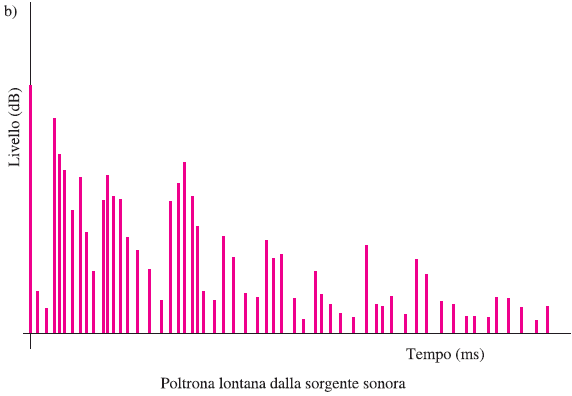 b)
Livello (dB)
Tempo (ms)
Poltrona lontana dalla sorgente sonora